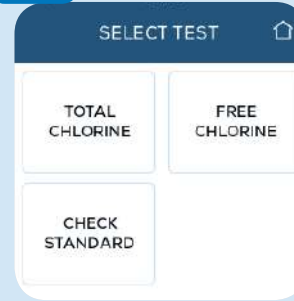 SELECT TEST
TOTAL
CHLORINE
FREE
CHLORINE
CHECK
STANDARD